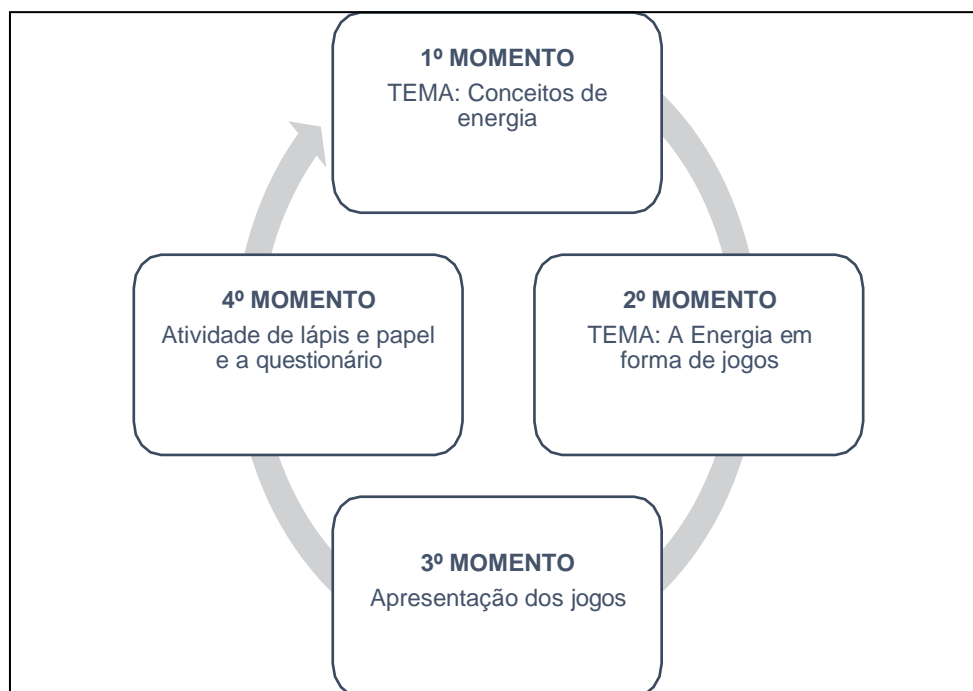 1º MOMENTO
TEMA: Conceitos de
energia
2º MOMENTO
TEMA: A Energia em
forma de jogos
3º MOMENTO
Apresentação dos jogos
4º MOMENTO
Atividade de lápis e papel
e a questionário